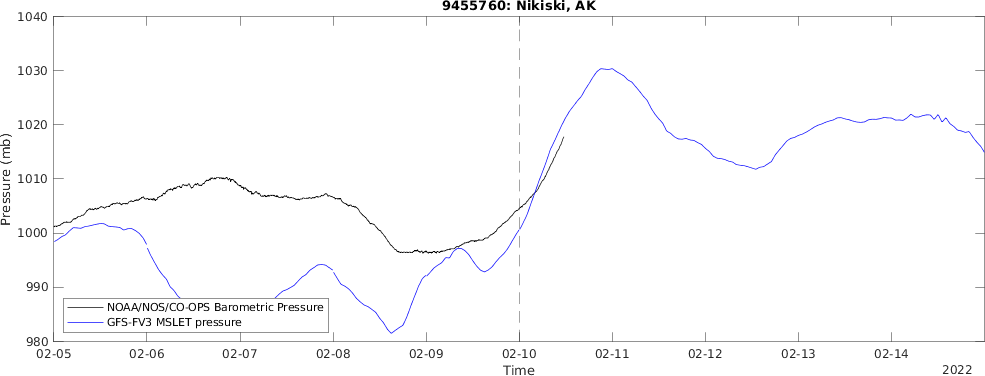 9455760: Nikiski, AK
1040
1030
1020
1010
1000
990
980
Pressure (mb)
NOAA/NOS/CO-OPS Barometric Pressure
GFS-FV3 MSLET pressure
02-05 02-06 02-07 02-08 02-09 02-10 02-11 02-12 02-13 02-14
Time
2022